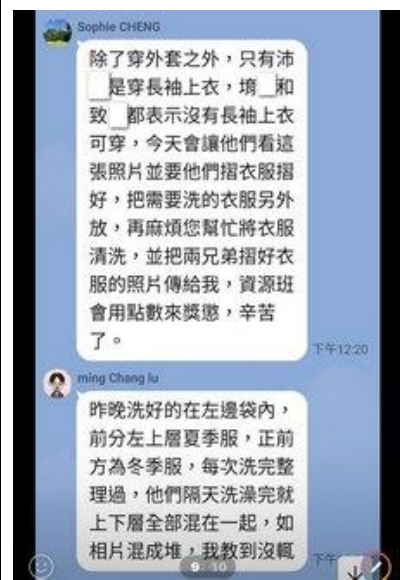 Sophie CHENG
除了穿外套之外，只有沛
是穿長袖上衣，堉 和
致 都表示沒有長袖上衣
可穿，今天會讓他們看這
張照片並要他們摺衣服摺
好，把需要洗的衣服另外
放，再麻煩您幫忙將衣服
清洗，並把兩兄弟摺好衣
服的照片傳給我，資源班
會用點數來獎懲，辛苦
了。
下午12:20
ming Chang lu
昨晚洗好的在左邊袋內，
前分左上層夏季服，正前
方為冬季服，每次洗完整
理過，他們隔天洗澡完就
上下層全部混在一起，如
相片混成堆，我教到沒輒
下午